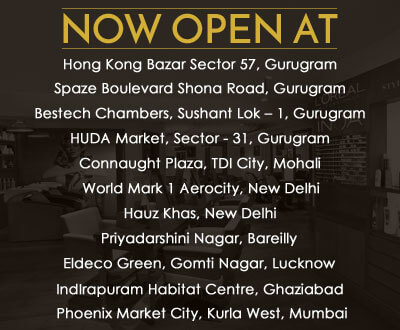 NOW OPEN AT
Hong Kong Bazar Sector 57, Gurugram
Spaze Boulevard Shona Road, Gurugram
Bestech Chambers, Sushant Lok – 1, Gurugram
HUDA Market, Sector - 31, Gurugram
Connaught Plaza, TDI City, Mohali
World Mark 1 Aerocity, New Delhi
Hauz Khas, New Delhi
Priyadarshini Nagar, Bareilly
Eldeco Green, Gomti Nagar, Lucknow
IndIrapuram Habitat Centre, Ghaziabad
Phoenix Market City, Kurla West, Mumbai